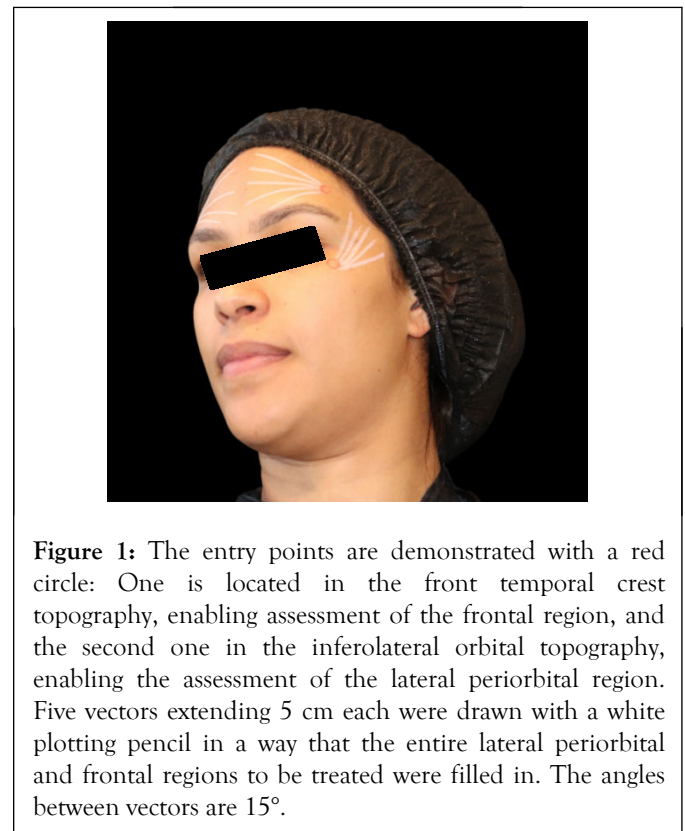 Figure 1: The entry points are demonstrated with a red
circle: One is located in the front temporal crest
topography, enabling assessment of the frontal region, and
the second one in the inferolateral orbital topography,
enabling the assessment of the lateral periorbital region.
Five vectors extending 5 cm each were drawn with a white
plotting pencil in a way that the entire lateral periorbital
and frontal regions to be treated were filled in. The angles
between vectors are 15°.